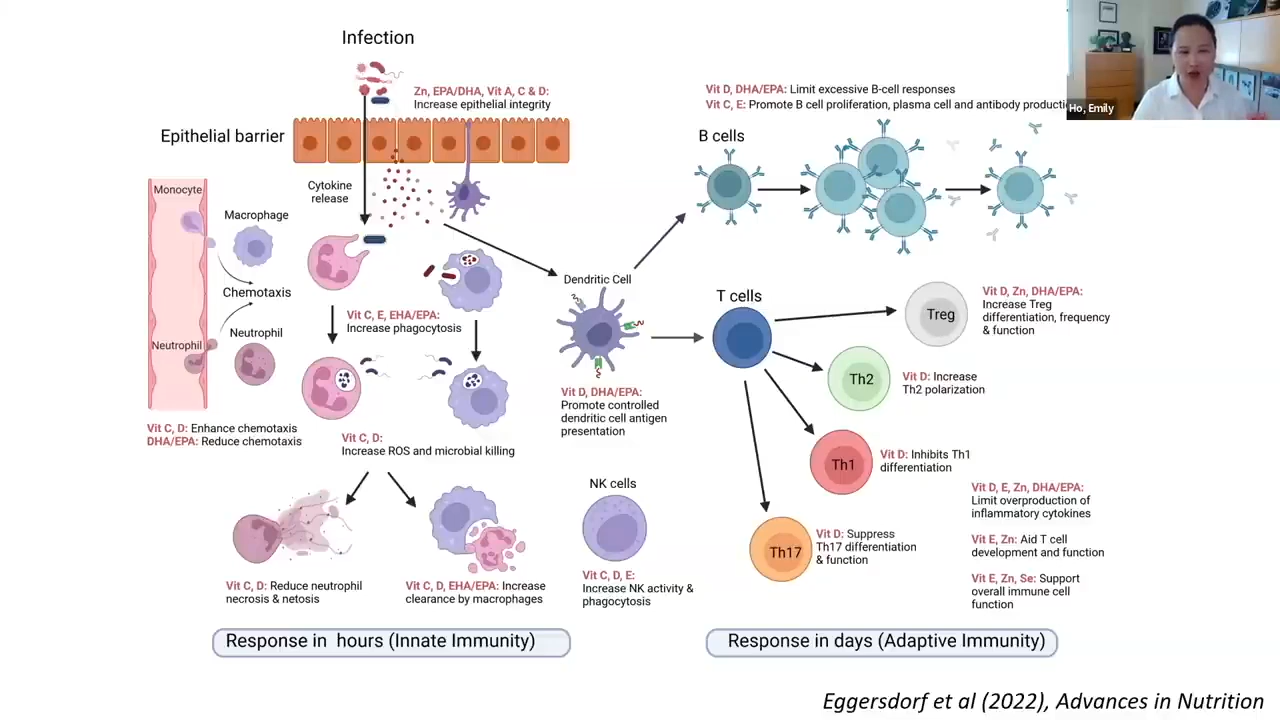 Infection
Zn, EPA/DHA, Vit A, C & D:
Increase epithelial integrity
Epithelial barrier
Cytokine
release
Monocyte
Macrophage
Chemotaxis
Neutrophil
Neutrophil
Vit C, D: Enhance chemotaxis
DHA/EPA: Reduce chemotaxis
Vit C, E, EHA/EPA:
Increase phagocytosis
Vit C, D:
Increase ROS and microbial killing
Vit C, D: Reduce neutrophil
necrosis & netosis
Vit C, D, EHA/EPA: Increase
clearance by macrophages
Dendritic Cell
Vit D, DHA/EPA:
Promote controlled
dendritic cell antigen
presentation
NK cells
Vit C, D, E:
Increase NK activity &
phagocytosis
Response in hours (Innate Immunity)
Vit D, DHA/EPA: Limit excessive B-cell responses
Vit C, E: Promote B cell proliferation, plasma cell and antibody producti
Ho, Emily
B cells
T cells
Treg
Vit D, Zn, DHA/EPA:
Increase Treg
differentiation, frequency
& function
Th2
Vit D: Increase
Th2 polarization
Th1
Vit D: Inhibits Th1
differentiation
Th17
Vit D: Suppress
Th17 differentiation
& function
Vit D, E, Zn, DHA/EPA:
Limit overproduction of
inflammatory cytokines
Vit E, Zn: Aid T cell
development and function
Vit E, Zn, Se: Support
overall immune cell
function
Response in days (Adaptive Immunity)
Eggersdorf et al (2022), Advances in Nutrition